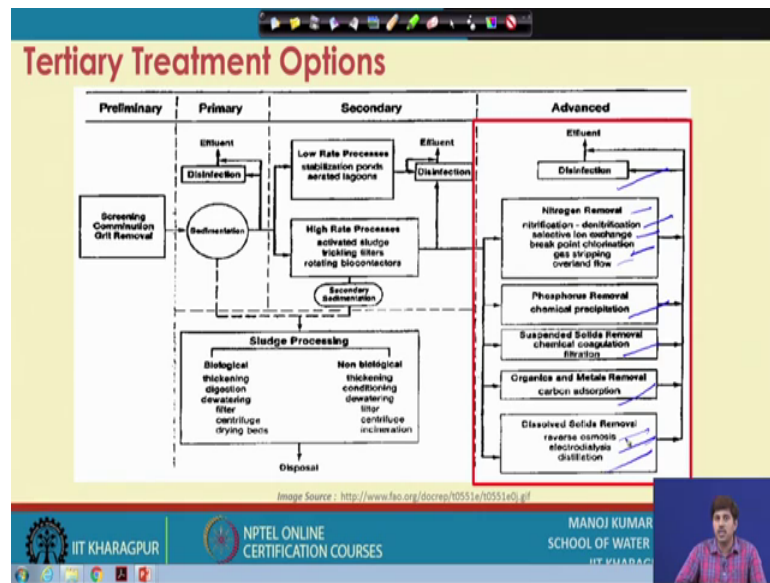 Tertiary Treatment Options
Preliminary
Primary
Secondary
Advanced
Screening
Comminution
Grit Removal
Effluent
Disinfection
Sedimentation
Low Rate Processes
stabilization ponds
aerated lagoons
Effluent
Disinfection
High Rate Processes
activated sludge
trickling filters
rotating biocontactors
Secondary
Sedimentation
Sludge Processing
Biological
thickening
digestion
dewatering
filter
centrifuge
drying beds
Non biological
thickening
conditioning
dewatering
filter
centrifuge
incineration
Disposal
Effluent
Disinfection
Nitrogen Removal
nitrification - denitrification
selective ion exchange
break point chlorination
gas stripping
overland flow
Phosphorus Removal
chemical precipitation
Suspended Solids Removal
chemical coagulation
filtration
Organics and Metals Removal
carbon adsorption
Dissolved Solids Removal
reverse osmosis
electrodialysis
distillation
Image Source : http://www.fao.org/docrep/t0551e/t0551e0j.gif
IIT KHARAGPUR
NPTEL ONLINE
CERTIFICATION COURSES
MANOJ KUMAR
SCHOOL OF WATER
IIT KHARAG